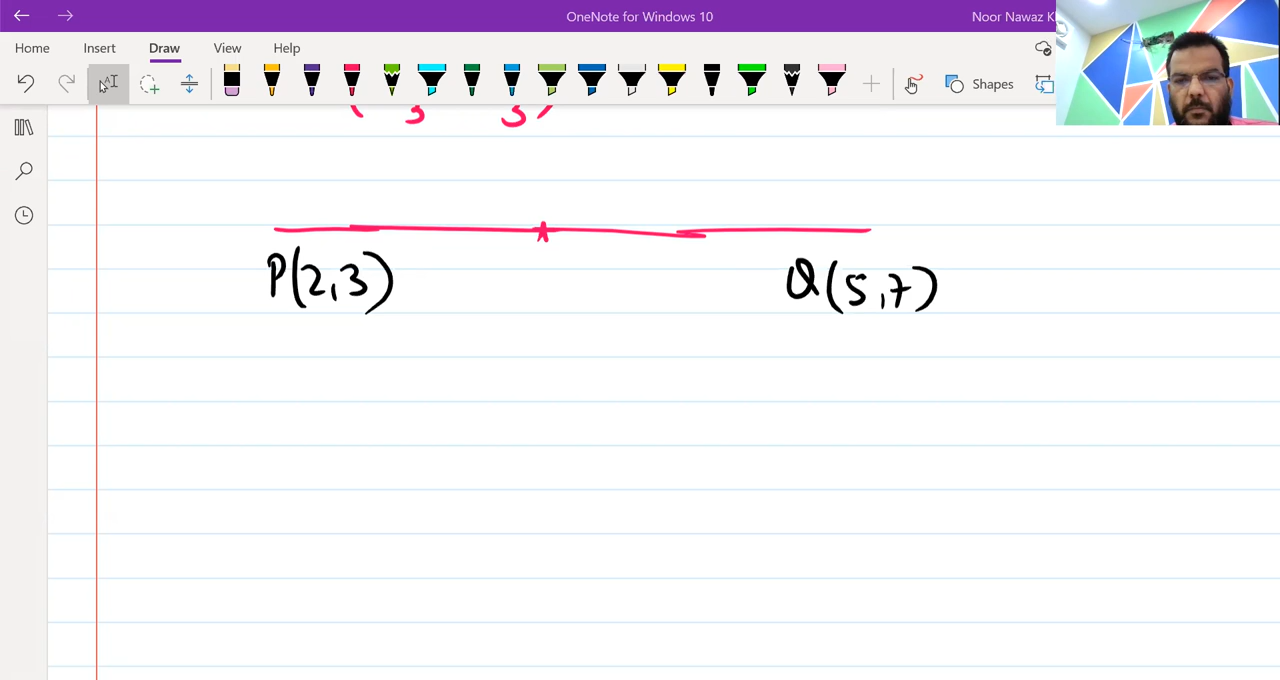 OneNote for Windows 10
Noor Nawaz K
Home Insert Draw View Help
Shapes
P(2,3)
Q(5,7)